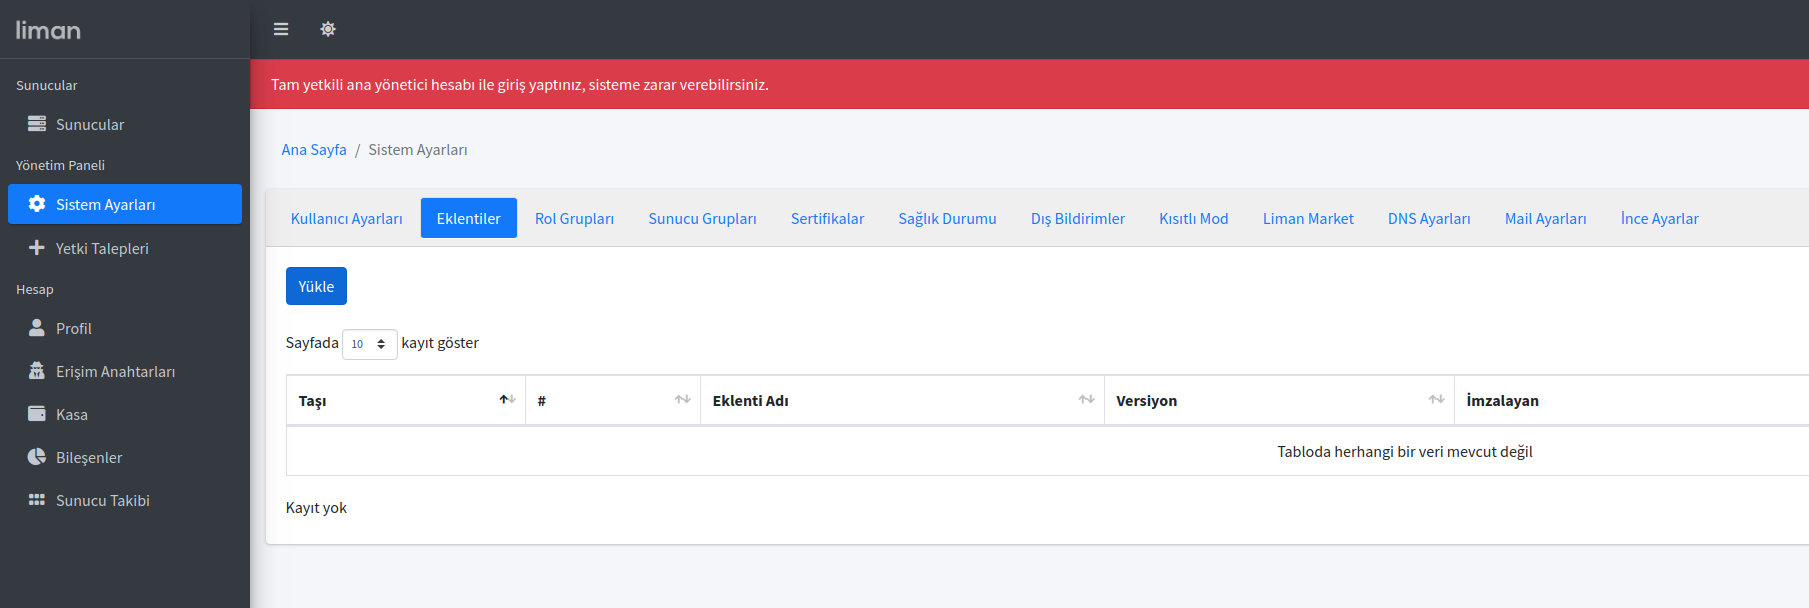 liman
Tam yetkili ana yönetici hesabı ile giriş yaptınız, sisteme zarar verebilirsiniz.
Sunucular
Sunucular
Yönetim Paneli
Sistem Ayarları
Yetki Talepleri
Hesap
Profil
Erişim Anahtarları
Kasa
Bileşenler
Sunucu Takibi
Ana Sayfa / Sistem Ayarları
Kullanıcı Ayarları Eklentiler Rol Grupları Sunucu Grupları Sertifikalar Sağlık Durumu Dış Bildirimler Kısıtlı Mod Liman Market DNS Ayarları Mail Ayarları İnce Ayarlar
Yükle
Sayfada 10 kayıt göster
Taşı # Eklenti Adı Versiyon İmzalayan
Tabloda herhangi bir veri mevcut değil
Kayıt yok